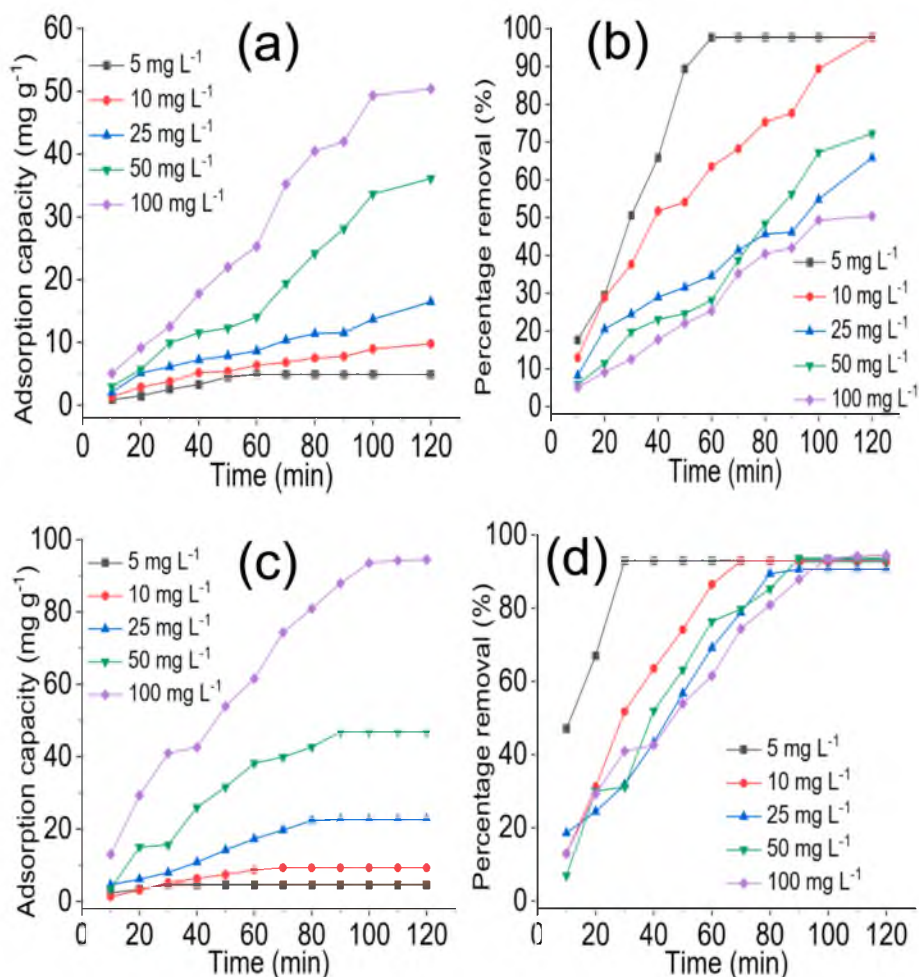 (a)
Adsorption capacity (mg g⁻¹)
60
50
40
30
20
10
0
5 mg L⁻¹
10 mg L⁻¹
25 mg L⁻¹
50 mg L⁻¹
100 mg L⁻¹
0 20 40 60 80 100 120
Time (min)
(b)
Percentage removal (%)
100
90
80
70
60
50
40
30
20
10
0
5 mg L⁻¹
10 mg L⁻¹
25 mg L⁻¹
50 mg L⁻¹
100 mg L⁻¹
0 20 40 60 80 100 120
Time (min)
(c)
Adsorption capacity (mg g⁻¹)
100
80
60
40
20
0
5 mg L⁻¹
10 mg L⁻¹
25 mg L⁻¹
50 mg L⁻¹
100 mg L⁻¹
0 20 40 60 80 100 120
Time (min)
(d)
Percentage removal (%)
100
80
60
40
20
0
5 mg L⁻¹
10 mg L⁻¹
25 mg L⁻¹
50 mg L⁻¹
100 mg L⁻¹
0 20 40 60 80 100 120
Time (min)